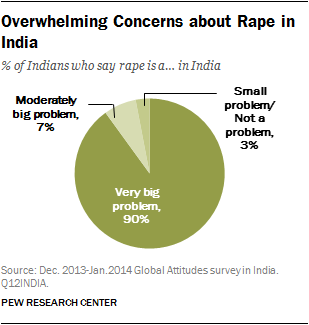 Overwhelming Concerns about Rape in
India
% of Indians who say rape is a... in India
Moderately
big problem,
7%
Small
problem/
Not a
problem,
3%
Very big
problem,
90%
Source: Dec. 2013-Jan.2014 Global Attitudes survey in India.
Q12INDIA.
PEW RESEARCH CENTER